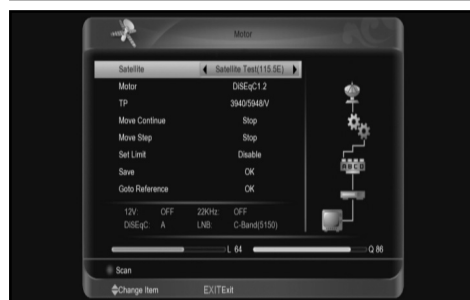 Motor
Satellite Satellite Test(115.5E)
Motor DiSEqC1.2
TP 3940/5948/V
Move Continue Stop
Move Step Stop
Set Limit Disable
Save OK
Goto Reference OK
12V: OFF 22KHz: OFF
DiSEqC: A LNB: C-Band(5150)
L 64 Q 86
Scan
Change Item EXITExit
ABCD